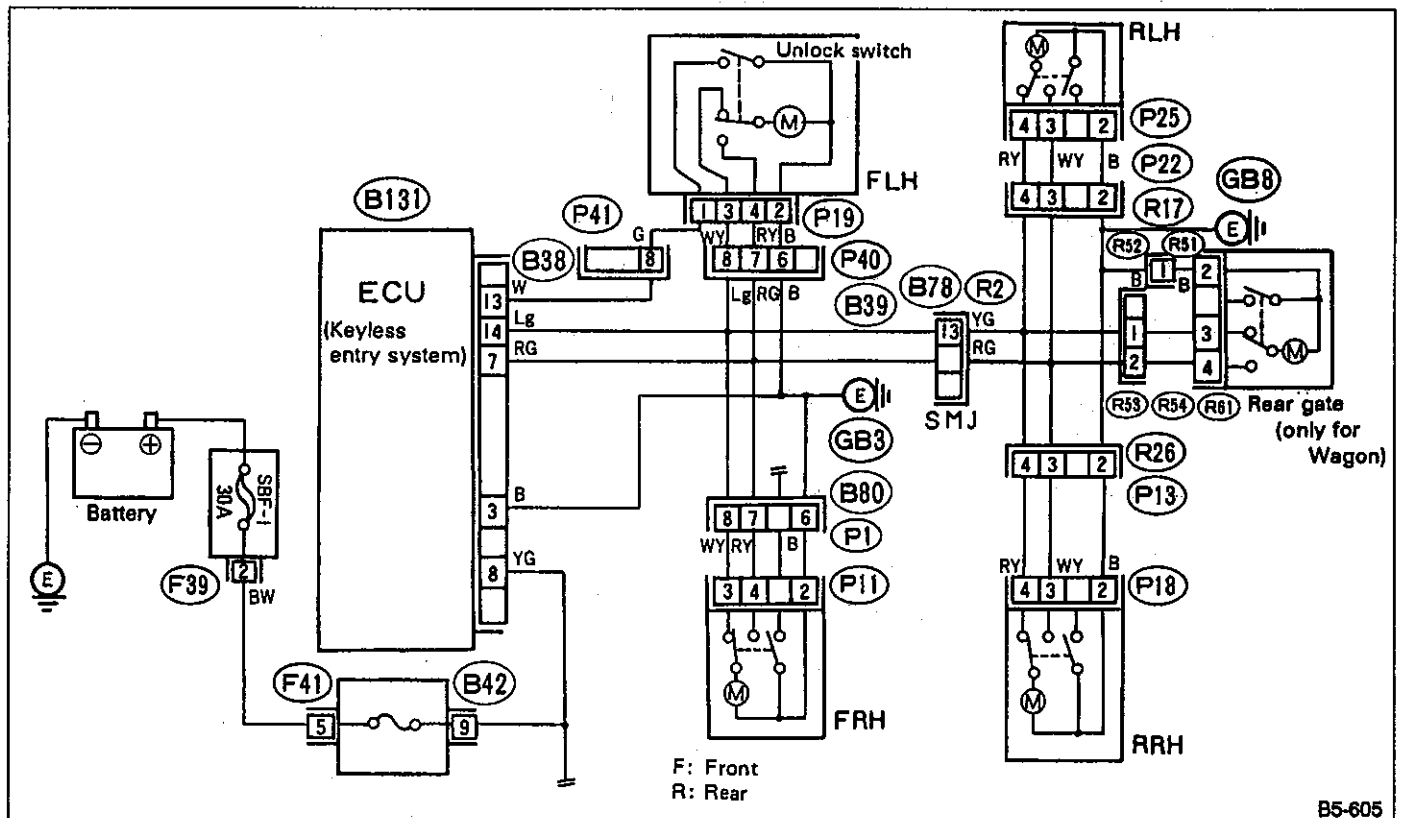 RLH
M
Unlock switch
M
4 3 2
P25
RY WY B
P22
FLH
4 3 2
GB8
B131
P41
1 3 4 2
P19
R17
E
G
WY RY B
R52
R51
B38
8
8 7 6
P40
B78
R2
1
2
W
B
B
ECU
13
Lg RG B
B39
(Keyless
entry system)
14
Lg
13
YG
1
3
7
RG
RG
2
4
M
E
SMJ
R53
R54
R61
Rear gate
(only for
Wagon)
GB3
4 3 2
R26
⊖ ⊕
Battery
SBF-1
30A
B80
P13
3
B
8 7 6
WY RY B
P1
E
F39
2
BW
8
YG
3 4 2
P11
RY WY B
4 3 2
P18
F41
B42
M
M
5
9
FRH
RRH
F: Front
R: Rear
B5-605